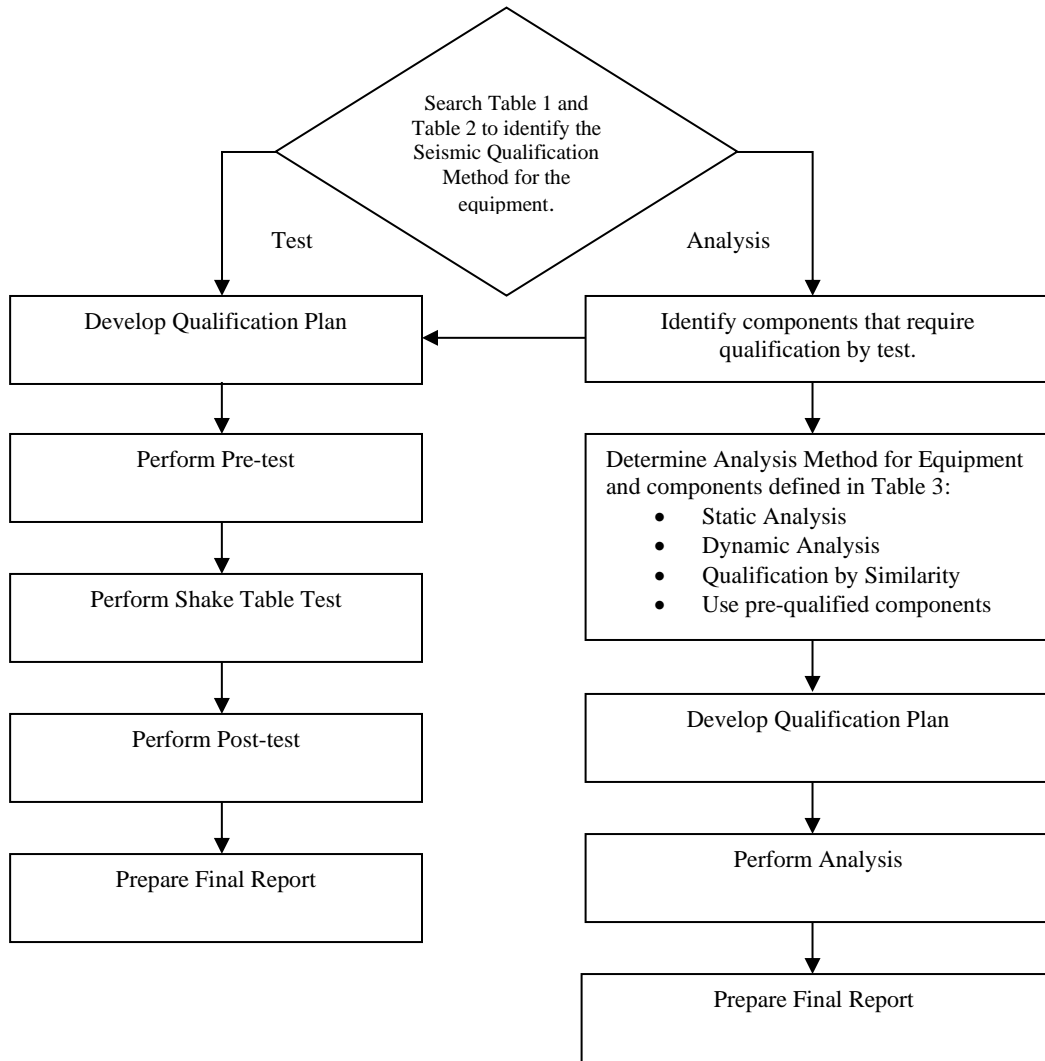 Search Table 1 and
Table 2 to identify the
Seismic Qualification
Method for the
equipment.
Test
Analysis
Develop Qualification Plan
Identify components that require
qualification by test.
Perform Pre-test
Determine Analysis Method for Equipment
and components defined in Table 3:
• Static Analysis
• Dynamic Analysis
• Qualification by Similarity
• Use pre-qualified components
Perform Shake Table Test
Perform Post-test
Develop Qualification Plan
Prepare Final Report
Perform Analysis
Prepare Final Report